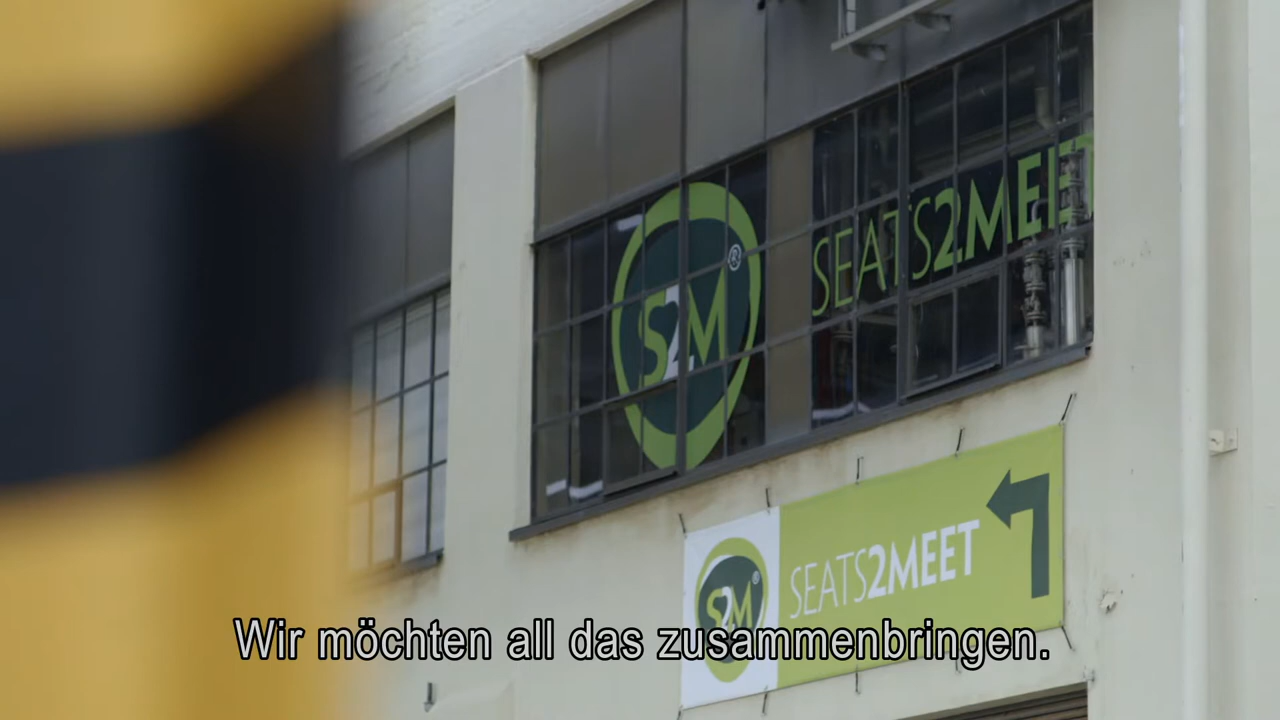 S2M®
SEATS2MEET
S2M®
SEATS2MEET
Wir möchten all das zusammenbringen.